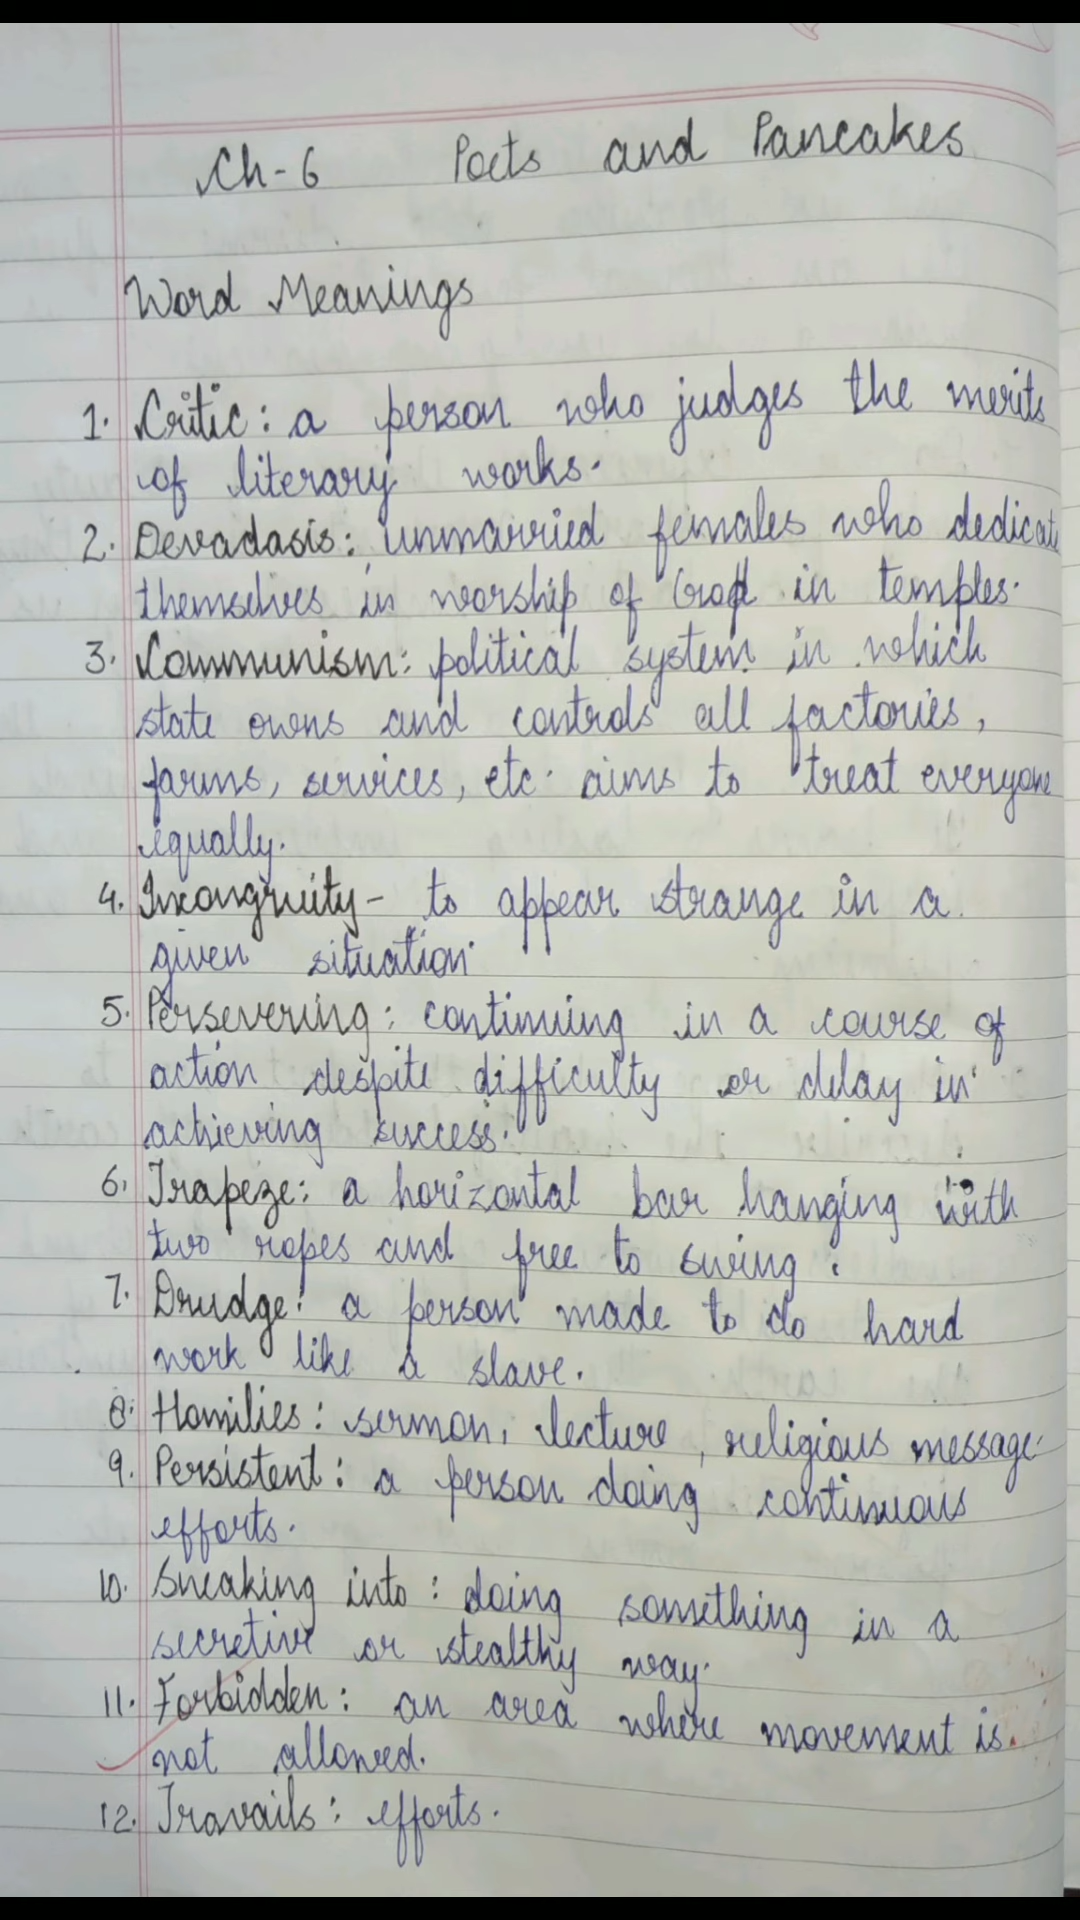 Ch-6 Poets and Pancakes
Word Meanings
1. Critic: a person who judges the merits
of literary works.
2. Devadasis: unmarried females who dedicate
themselves in worship of God in temples.
3. Communism: political system in which
state owns and controls all factories,
farms, services, etc. aims to treat everyone
equally.
4. Incongruity - to appear strange in a
given situation.
5. Persevering: continuing in a course of
action despite difficulty or delay in
achieving success.
6. Trapeze: a horizontal bar hanging with
two ropes and free to swing.
7. Drudge: a person made to do hard
work like a slave.
8. Homilies: sermon, lecture, religious message.
9. Persistent: a person doing continuous
efforts.
10. Sneaking into: doing something in a
secretive or stealthy way.
11. Forbidden: an area where movement is
not allowed.
12. Travails: efforts.